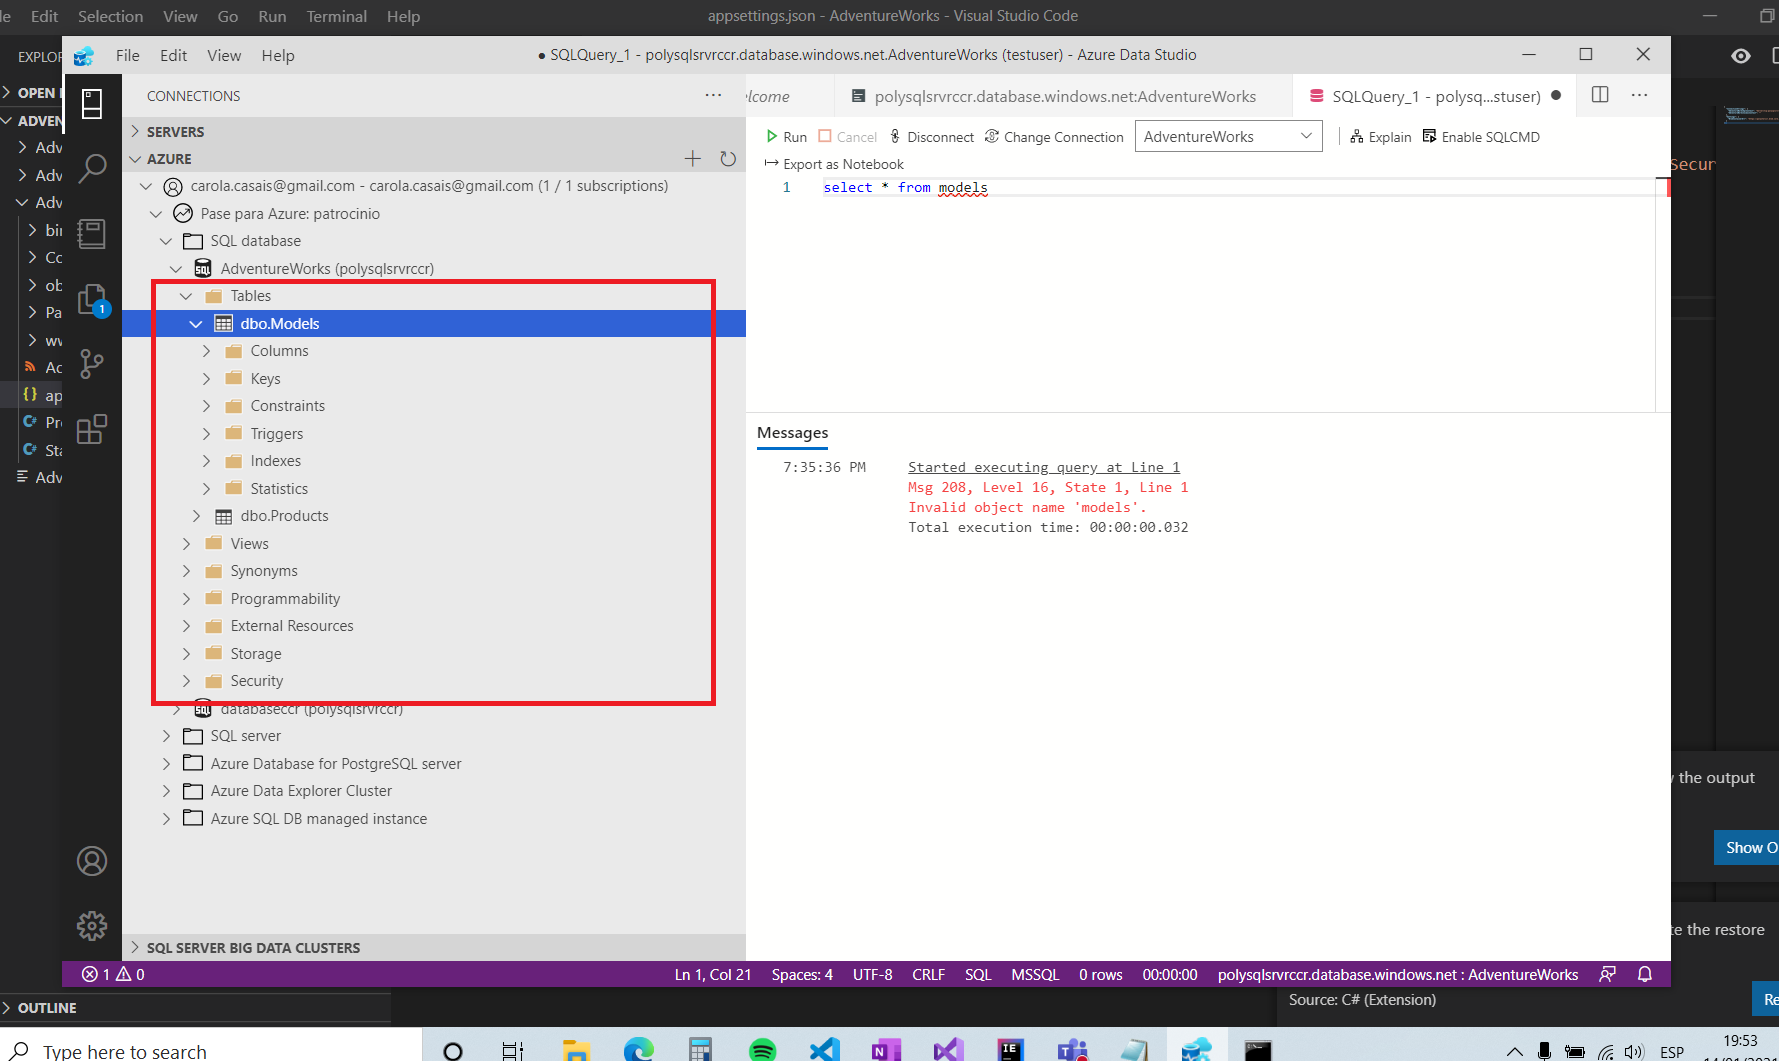 Edit Selection View Go Run Terminal Help
appsettings.json - AdventureWorks - Visual Studio Code
File Edit View Help
● SQLQuery_1 - polysqlsrvrccr.database.windows.net.AdventureWorks (testuser) - Azure Data Studio
CONNECTIONS
SERVERS
AZURE
carola.casais@gmail.com - carola.casais@gmail.com (1 / 1 subscriptions)
Pase para Azure: patrocinio
SQL database
AdventureWorks (polysqlsrvrccr)
Tables
dbo.Models
Columns
Keys
Constraints
Triggers
Indexes
Statistics
dbo.Products
Views
Synonyms
Programmability
External Resources
Storage
Security
databaseccr (polysqlsrvrccr)
SQL server
Azure Database for PostgreSQL server
Azure Data Explorer Cluster
Azure SQL DB managed instance
SQL SERVER BIG DATA CLUSTERS
elcome
polysqlsrvrccr.database.windows.net:AdventureWorks
SQLQuery_1 - polysq...stuser) ●
Run Cancel Disconnect Change Connection AdventureWorks Explain Enable SQLCMD
Export as Notebook
1 select * from models
Messages
7:35:36 PM Started executing query at Line 1
Msg 208, Level 16, State 1, Line 1
Invalid object name 'models'.
Total execution time: 00:00:00.032
1 0
Ln 1, Col 21 Spaces: 4 UTF-8 CRLF SQL MSSQL 0 rows 00:00:00 polysqlsrvrccr.database.windows.net : AdventureWorks
EXPLOR
OPEN
ADVEN
Adv
Adv
Adv
bin
Co
ob
Pa
ww
Ac
{} ap
C# Pro
C# Sta
Adv
OUTLINE
1
Secur
the output
Show O
te the restore
Source: C# (Extension)
Re
Type here to search
IE
ESP
19:53